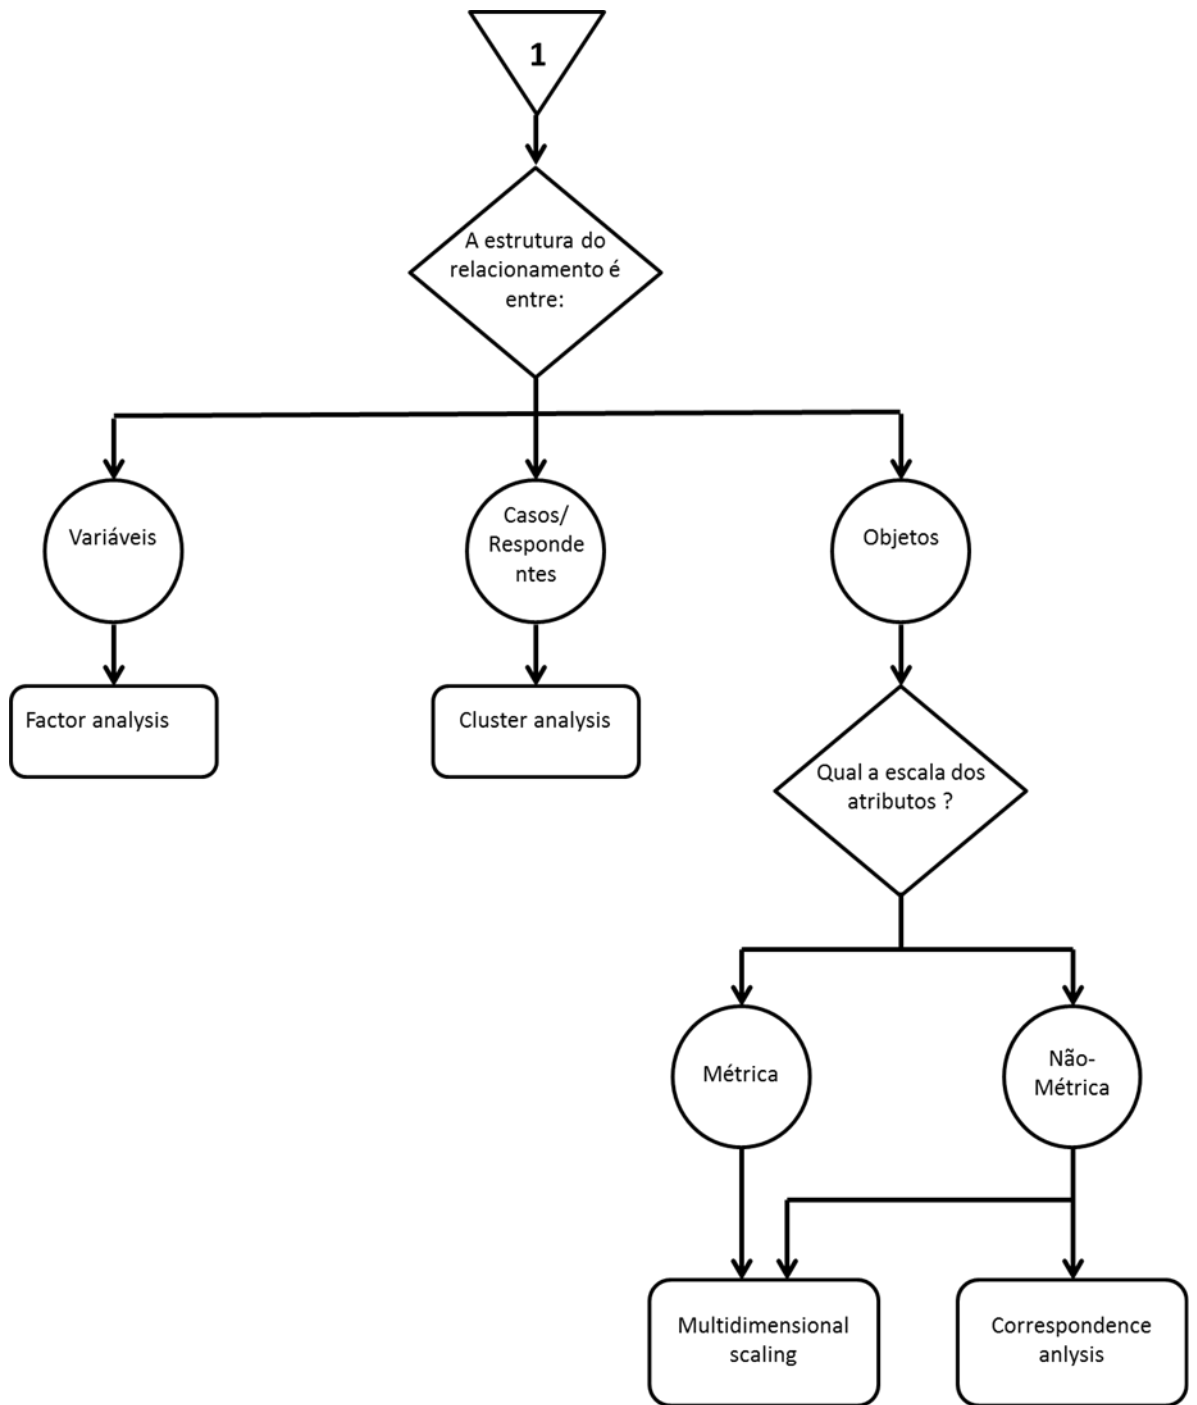 1
A estrutura do
relacionamento é
entre:
Variáveis
Casos/
Responde
ntes
Objetos
Factor analysis
Cluster analysis
Qual a escala dos
atributos ?
Métrica
Não-
Métrica
Multidimensional
scaling
Correspondence
anlysis